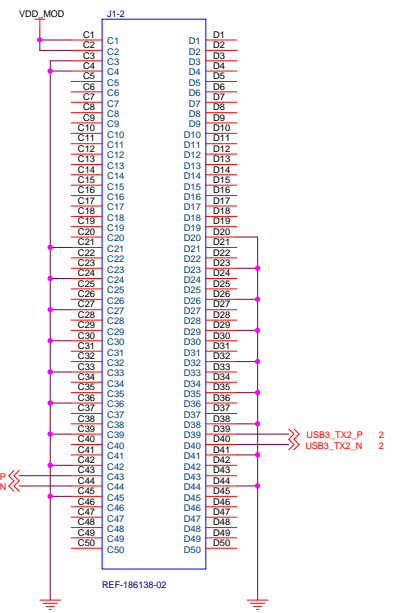 VDD_MOD J1-2
C1 C1 D1 D1
C2 C2 D2 D2
C3 C3 D3 D3
C4 C4 D4 D4
C5 C5 D5 D5
C6 C6 D6 D6
C7 C7 D7 D7
C8 C8 D8 D8
C9 C9 D9 D9
C10 C10 D10 D10
C11 C11 D11 D11
C12 C12 D12 D12
C13 C13 D13 D13
C14 C14 D14 D14
C15 C15 D15 D15
C16 C16 D16 D16
C17 C17 D17 D17
C18 C18 D18 D18
C19 C19 D19 D19
C20 C20 D20 D20
C21 C21 D21 D21
C22 C22 D22 D22
C23 C23 D23 D23
C24 C24 D24 D24
C25 C25 D25 D25
C26 C26 D26 D26
C27 C27 D27 D27
C28 C28 D28 D28
C29 C29 D29 D29
C30 C30 D30 D30
C31 C31 D31 D31
C32 C32 D32 D32
C33 C33 D33 D33
C34 C34 D34 D34
C35 C35 D35 D35
C36 C36 D36 D36
C37 C37 D37 D37
C38 C38 D38 D38
C39 C39 D39 D39 USB3_TX2_P 2
C40 C40 D40 D40 USB3_TX2_N 2
C41 C41 D41 D41
C42 C42 D42 D42
P C43 C43 D43 D43
N C44 C44 D44 D44
C45 C45 D45 D45
C46 C46 D46 D46
C47 C47 D47 D47
C48 C48 D48 D48
C49 C49 D49 D49
C50 C50 D50 D50
REF-186138-02